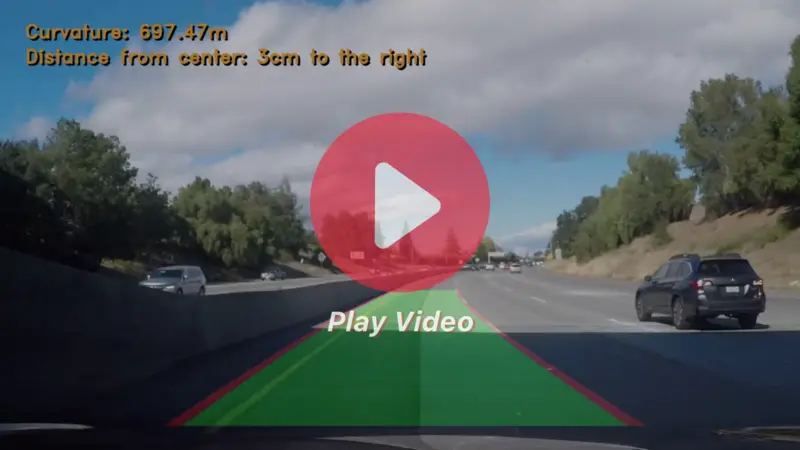 Curvature: 697.47m
Distance from center: 3cm to the right
Play Video